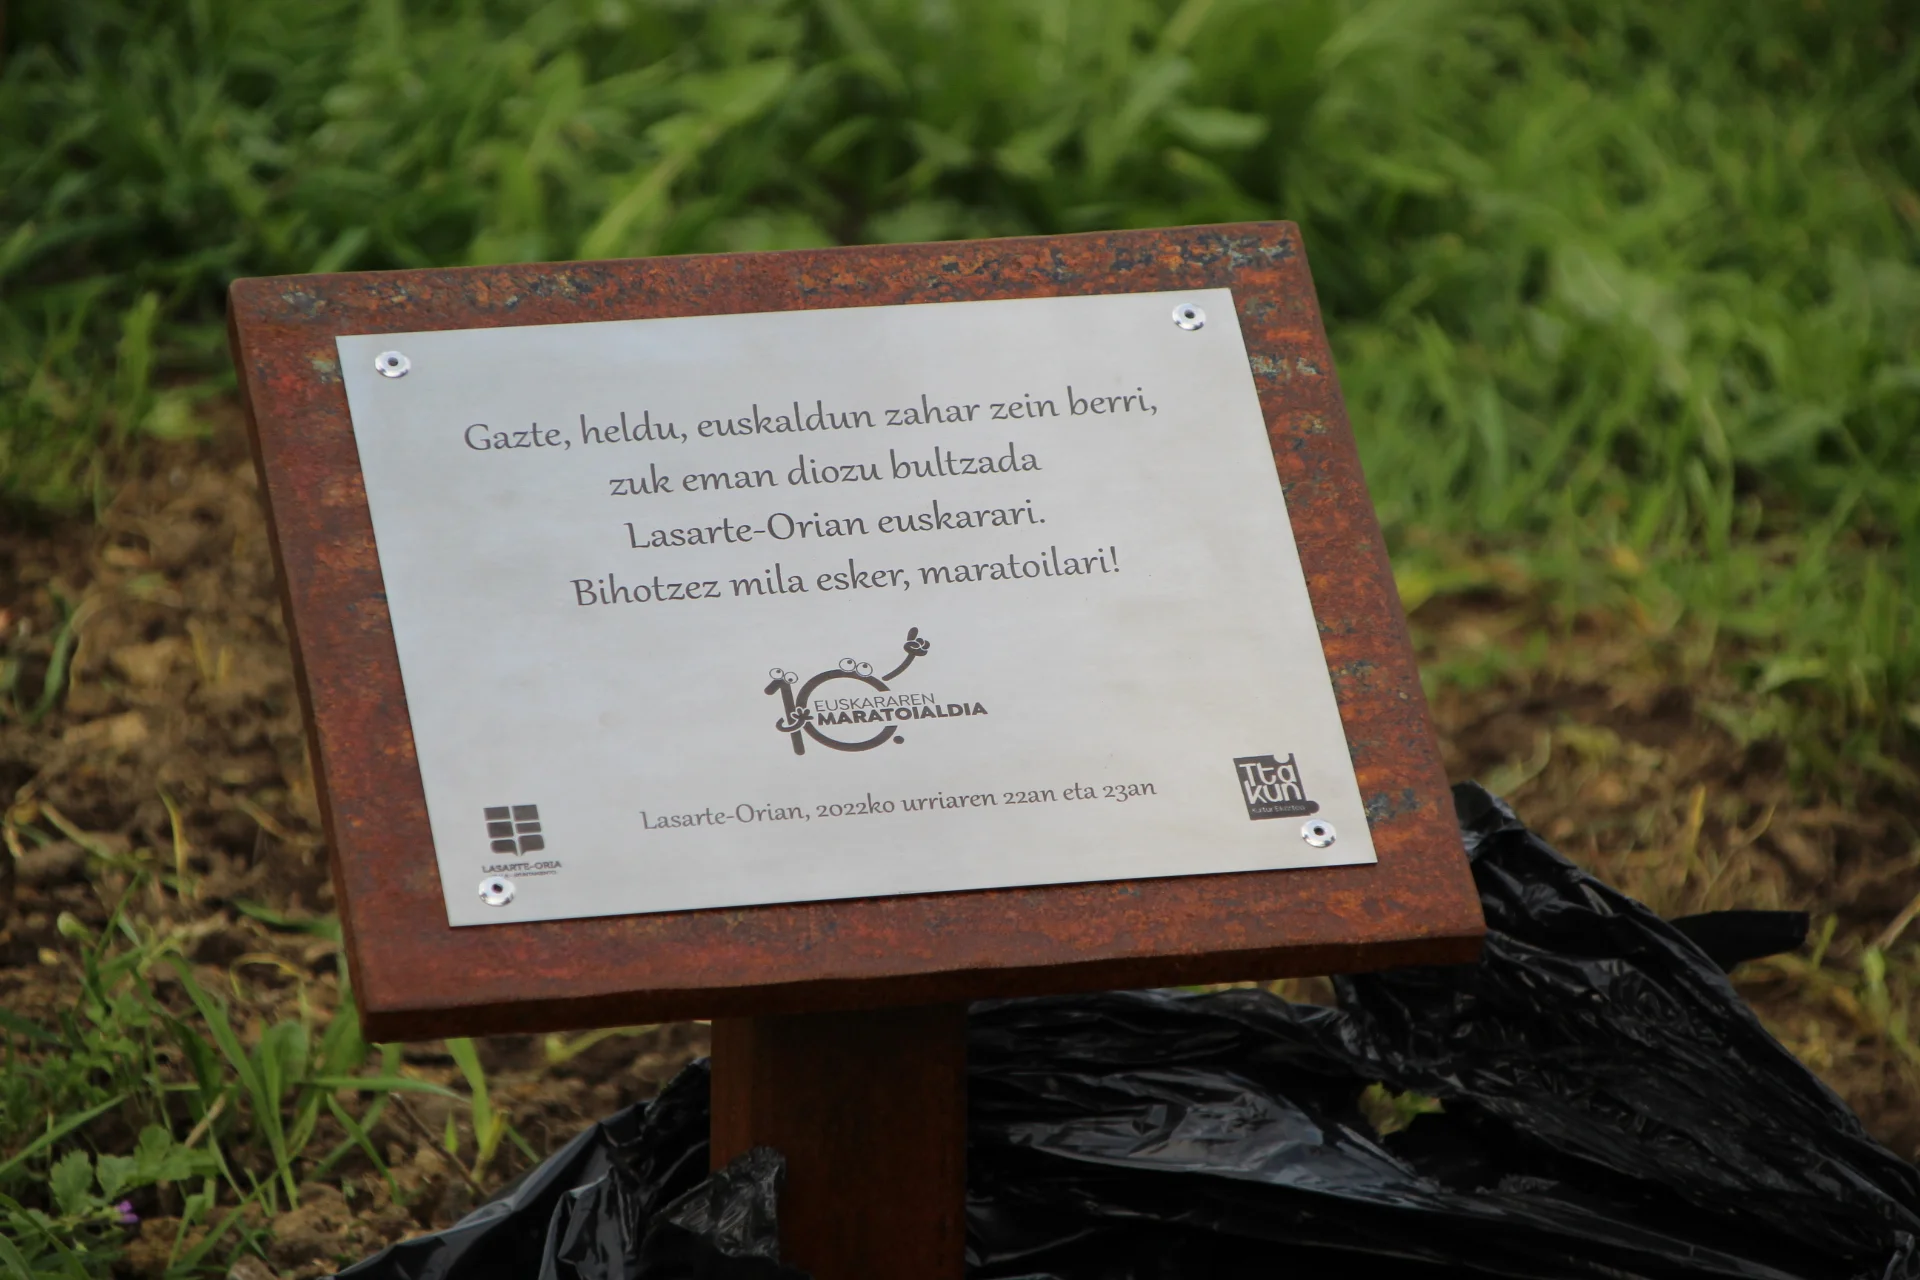 Gazte, heldu, euskaldun zahar zein berri,
zuk eman diozu bultzada
Lasarte-Orian euskarari.
Bihotzez mila esker, maratoilari!
10.
EUSKARAREN
MARATOIALDIA
Lasarte-Orian, 2022ko urriaren 22an eta 23an
LASARTE-ORIA
Ttakun